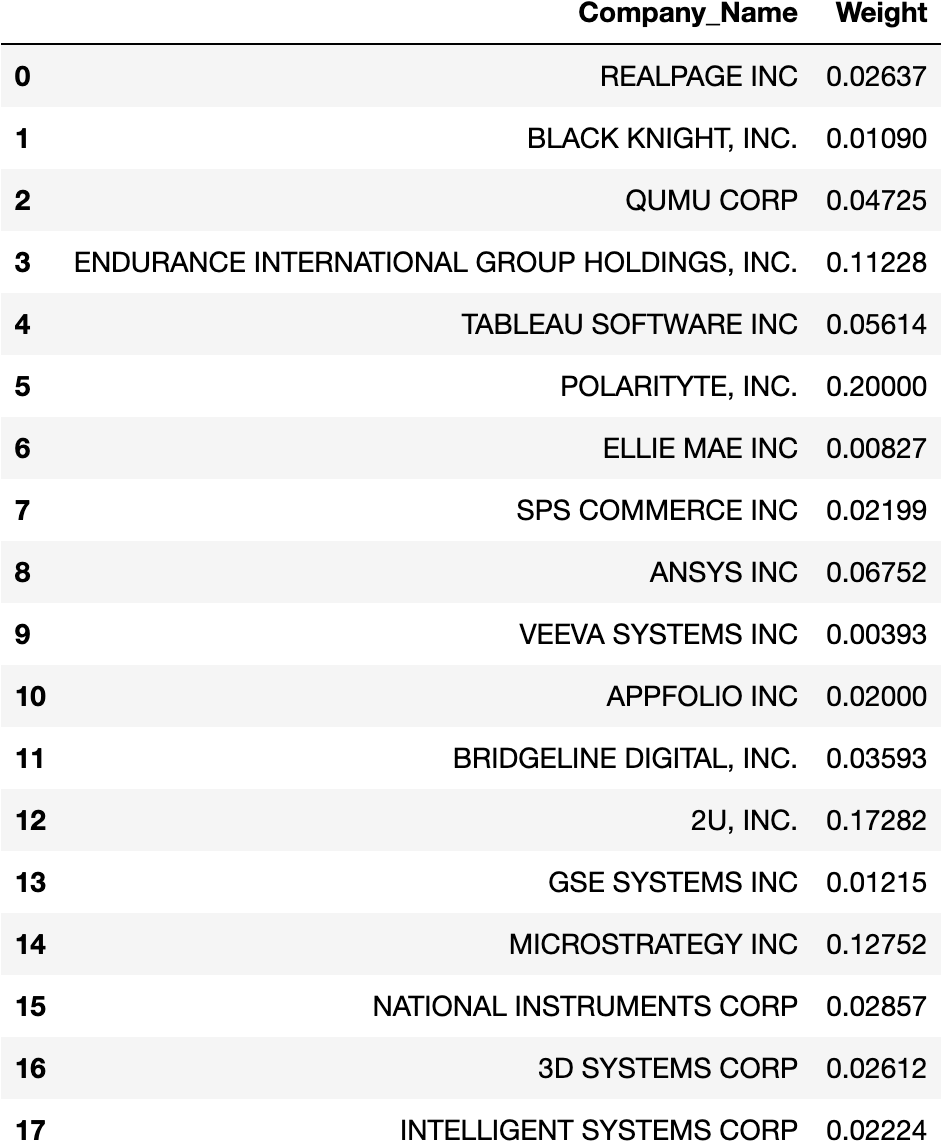 Company_Name Weight
0 REALPAGE INC 0.02637
1 BLACK KNIGHT, INC. 0.01090
2 QUMU CORP 0.04725
3 ENDURANCE INTERNATIONAL GROUP HOLDINGS, INC. 0.11228
4 TABLEAU SOFTWARE INC 0.05614
5 POLARITYTE, INC. 0.20000
6 ELLIE MAE INC 0.00827
7 SPS COMMERCE INC 0.02199
8 ANSYS INC 0.06752
9 VEEVA SYSTEMS INC 0.00393
10 APPFOLIO INC 0.02000
11 BRIDGELINE DIGITAL, INC. 0.03593
12 2U, INC. 0.17282
13 GSE SYSTEMS INC 0.01215
14 MICROSTRATEGY INC 0.12752
15 NATIONAL INSTRUMENTS CORP 0.02857
16 3D SYSTEMS CORP 0.02612
17 INTELLIGENT SYSTEMS CORP 0.02224